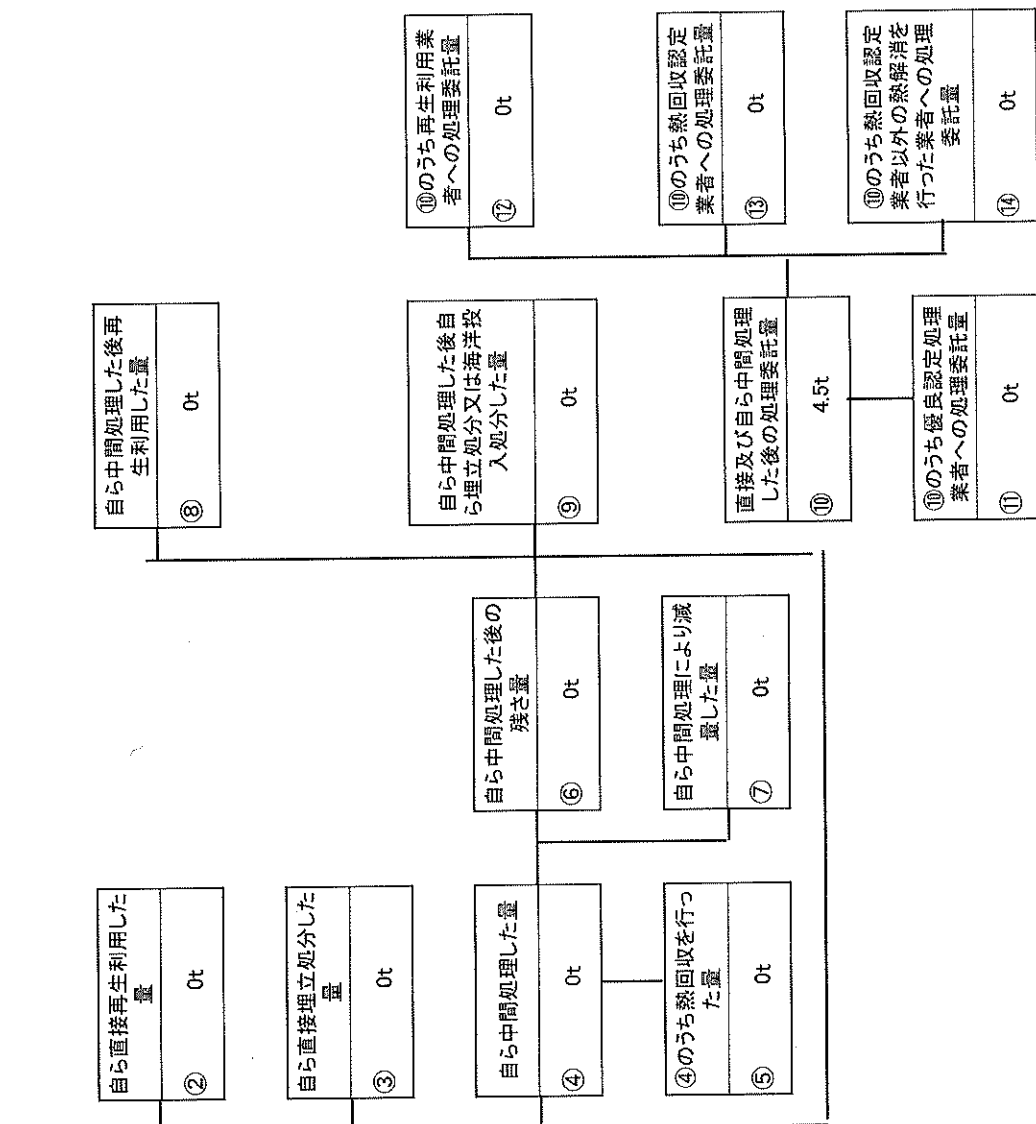 自ら直接再生利用した
量
② 0t
自ら直接埋立処分した
量
③ 0t
自ら中間処理した量
④ 0t
④のうち熱回収を行っ
た量
⑤ 0t
自ら中間処理した後の
残さ量
⑥ 0t
自ら中間処理により減
量した量
⑦ 0t
自ら中間処理した後再
生利用した量
⑧ 0t
自ら中間処理した後自
ら埋立処分又は海洋投
入処分した量
⑨ 0t
直接及び自ら中間処理
した後の処理委託量
⑩ 4.5t
⑩のうち優良認定処理
業者への処理委託量
⑪ 0t
⑩のうち再生利用業
者への処理委託量
⑫ 0t
⑩のうち熱回収認定
業者への処理委託量
⑬ 0t
⑩のうち熱回収認定
業者以外の熱解消を
行った業者への処理
委託量
⑭ 0t